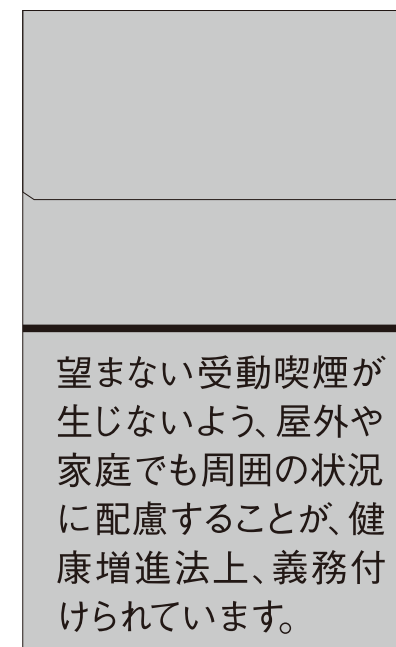 望まない受動喫煙が
生じないよう、屋外や
家庭でも周囲の状況
に配慮することが、健
康増進法上、義務付
けられています。